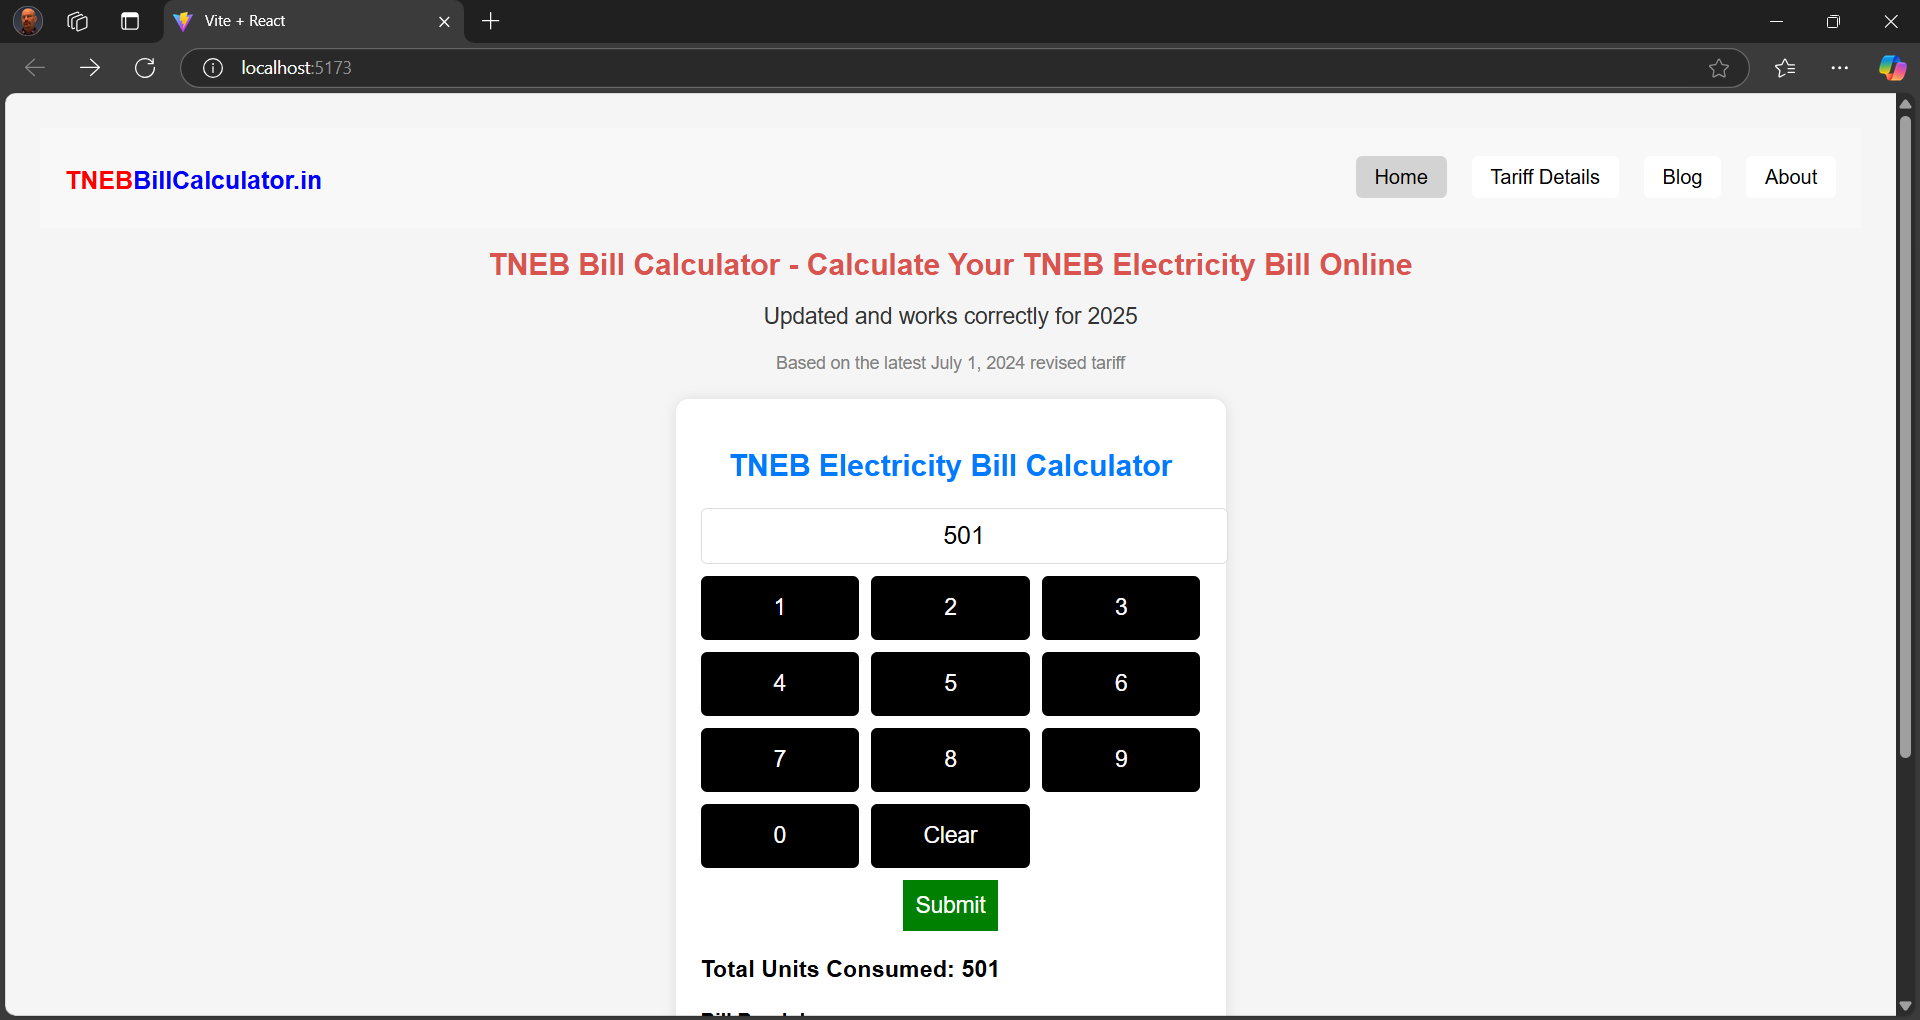 Vite + React
localhost:5173
TNEBBillCalculator.in
Home
Tariff Details
Blog
About
TNEB Bill Calculator - Calculate Your TNEB Electricity Bill Online
Updated and works correctly for 2025
Based on the latest July 1, 2024 revised tariff
TNEB Electricity Bill Calculator
501
1 2 3
4 5 6
7 8 9
0 Clear
Submit
Total Units Consumed: 501